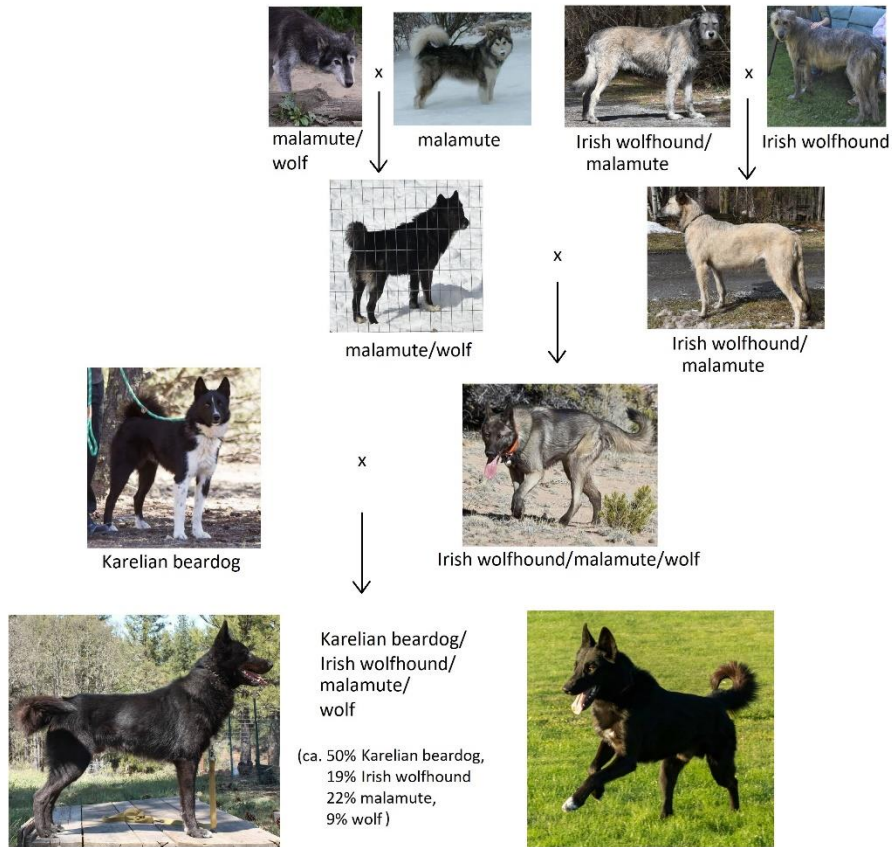 x
x
malamute/
wolf
malamute
Irish wolfhound/
malamute
Irish wolfhound
x
malamute/wolf
Irish wolfhound/
malamute
x
Karelian beardog
Irish wolfhound/malamute/wolf
Karelian beardog/
Irish wolfhound/
malamute/
wolf
(ca. 50% Karelian beardog,
19% Irish wolfhound
22% malamute,
9% wolf )